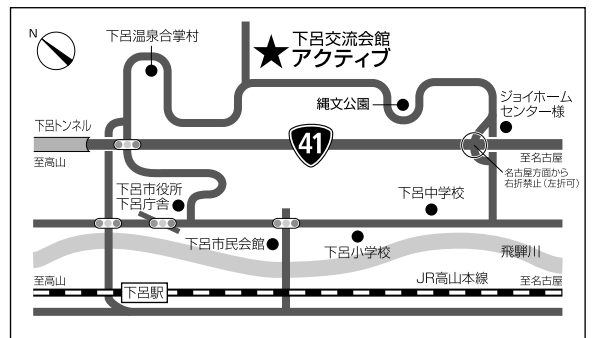 N
下呂温泉合掌村
下呂交流会館
アクティブ
縄文公園
ジョイホーム
センター様
下呂トンネル
41
至高山
至名古屋
名古屋方面から
右折禁止(左折可)
下呂市役所
下呂庁舎
下呂中学校
下呂市民会館
下呂小学校
飛騨川
至高山
JR高山本線
至名古屋
下呂駅